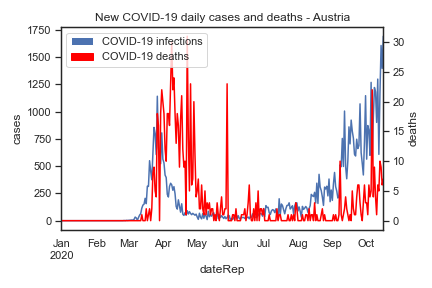 New COVID-19 daily cases and deaths - Austria
COVID-19 infections
COVID-19 deaths
1750
1500
1250
1000
750
500
250
0
cases
30
25
20
15
10
5
0
deaths
Jan Feb Mar Apr May Jun Jul Aug Sep Oct
2020
dateRep